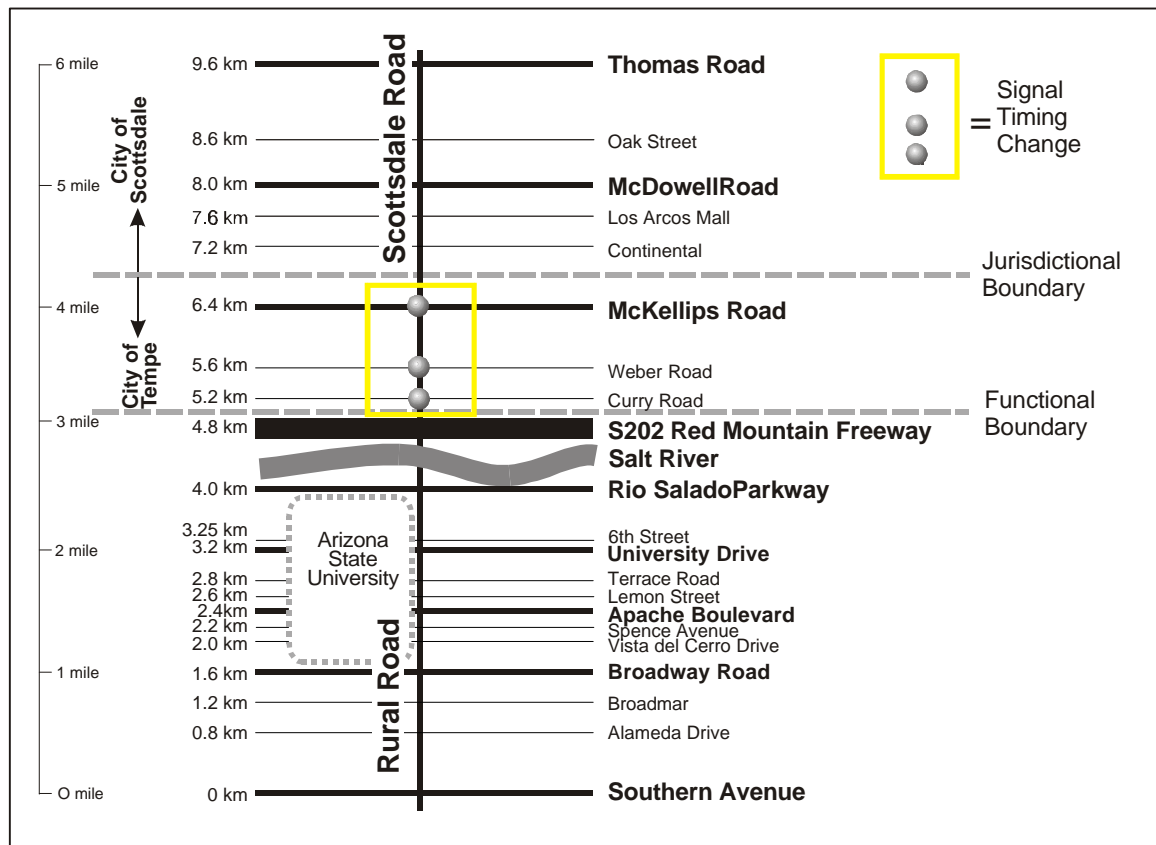 6 mile
9.6 km
Thomas Road
Scottsdale Road
= Signal
Timing
Change
City of
Scottsdale
8.6 km
Oak Street
5 mile
8.0 km
McDowellRoad
7.6 km
Los Arcos Mall
7.2 km
Continental
Jurisdictional
Boundary
4 mile
6.4 km
McKellips Road
City of
Tempe
5.6 km
Weber Road
5.2 km
Curry Road
Functional
Boundary
3 mile
4.8 km
S202 Red Mountain Freeway
Salt River
4.0 km
Rio SaladoParkway
Arizona
State
University
3.25 km
6th Street
2 mile
3.2 km
University Drive
2.8 km
Terrace Road
2.6 km
Lemon Street
2.4km
Apache Boulevard
2.2 km
Spence Avenue
2.0 km
Vista del Cerro Drive
Rural Road
1 mile
1.6 km
Broadway Road
1.2 km
Broadmar
0.8 km
Alameda Drive
O mile
0 km
Southern Avenue